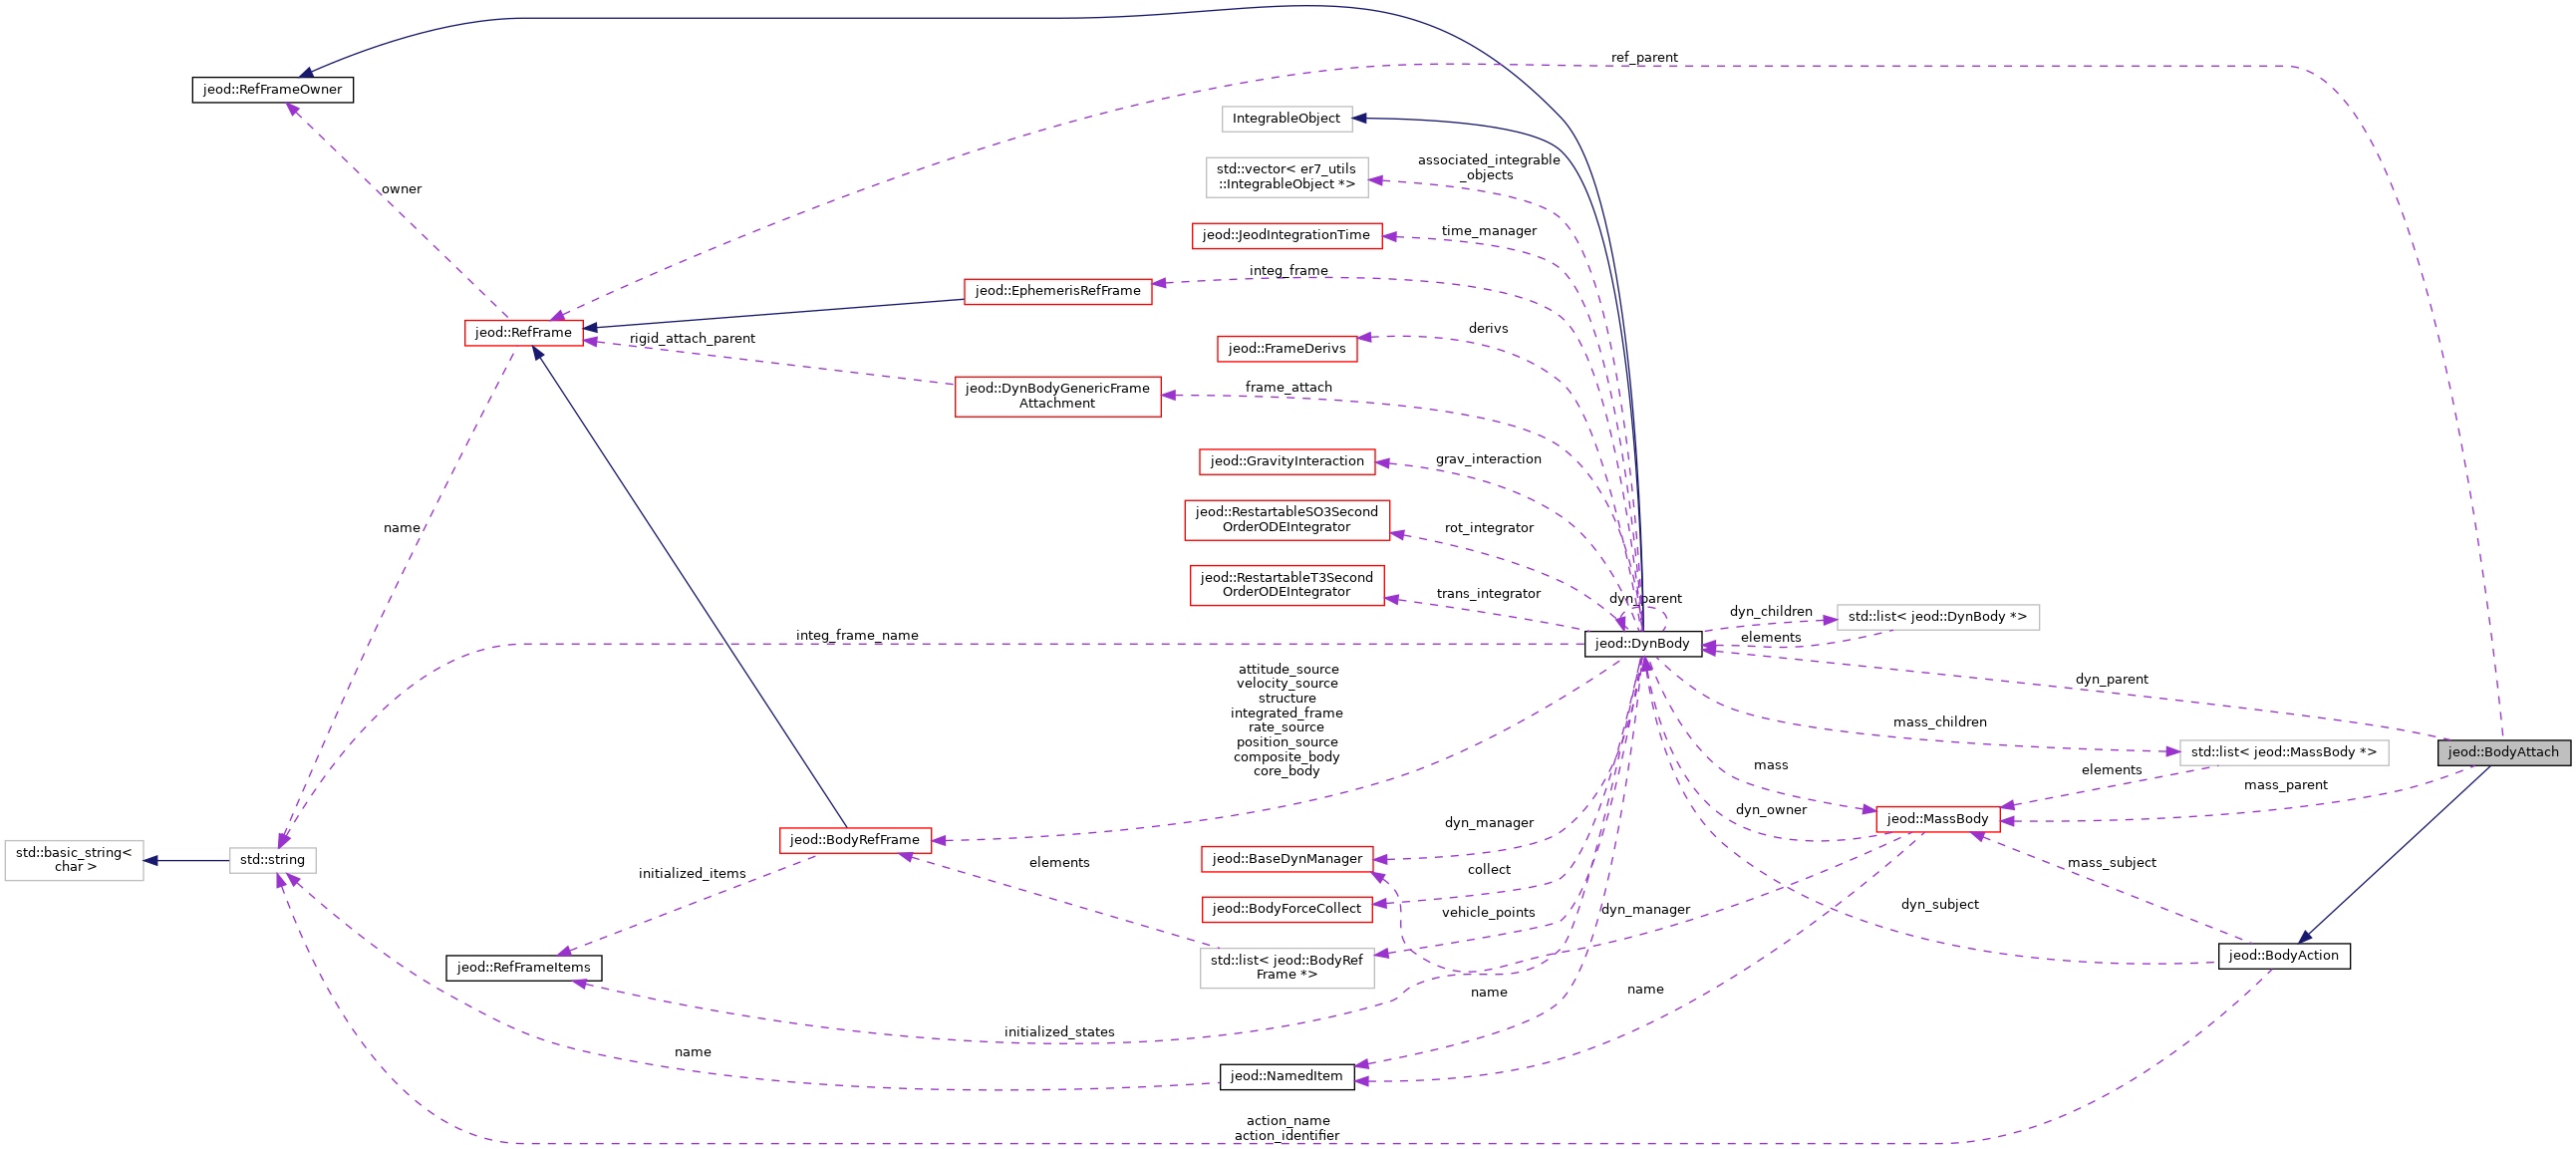 ref_parent
jeod::RefFrameOwner
IntegrableObject
associated_integrable
_objects
std::vector< er7_utils
::IntegrableObject *>
owner
jeod::JeodIntegrationTime
time_manager
integ_frame
jeod::EphemerisRefFrame
jeod::RefFrame
derivs
rigid_attach_parent
jeod::FrameDerivs
jeod::DynBodyGenericFrame
Attachment
frame_attach
grav_interaction
jeod::GravityInteraction
jeod::RestartableSO3Second
OrderODEIntegrator
rot_integrator
name
jeod::RestartableT3Second
OrderODEIntegrator
trans_integrator
dyn_parent
dyn_children
std::list< jeod::DynBody *>
integ_frame_name
elements
jeod::DynBody
attitude_source
velocity_source
structure
integrated_frame
rate_source
position_source
composite_body
core_body
dyn_parent
mass_children
std::list< jeod::MassBody *>
jeod::BodyAttach
mass
elements
mass_parent
dyn_owner
jeod::MassBody
dyn_manager
jeod::BodyRefFrame
std::basic_string<
char >
std::string
jeod::BaseDynManager
elements
mass_subject
initialized_items
collect
jeod::BodyForceCollect
vehicle_points
dyn_manager
dyn_subject
jeod::RefFrameItems
std::list< jeod::BodyRef
Frame *>
jeod::BodyAction
name
name
initialized_states
name
jeod::NamedItem
action_name
action_identifier